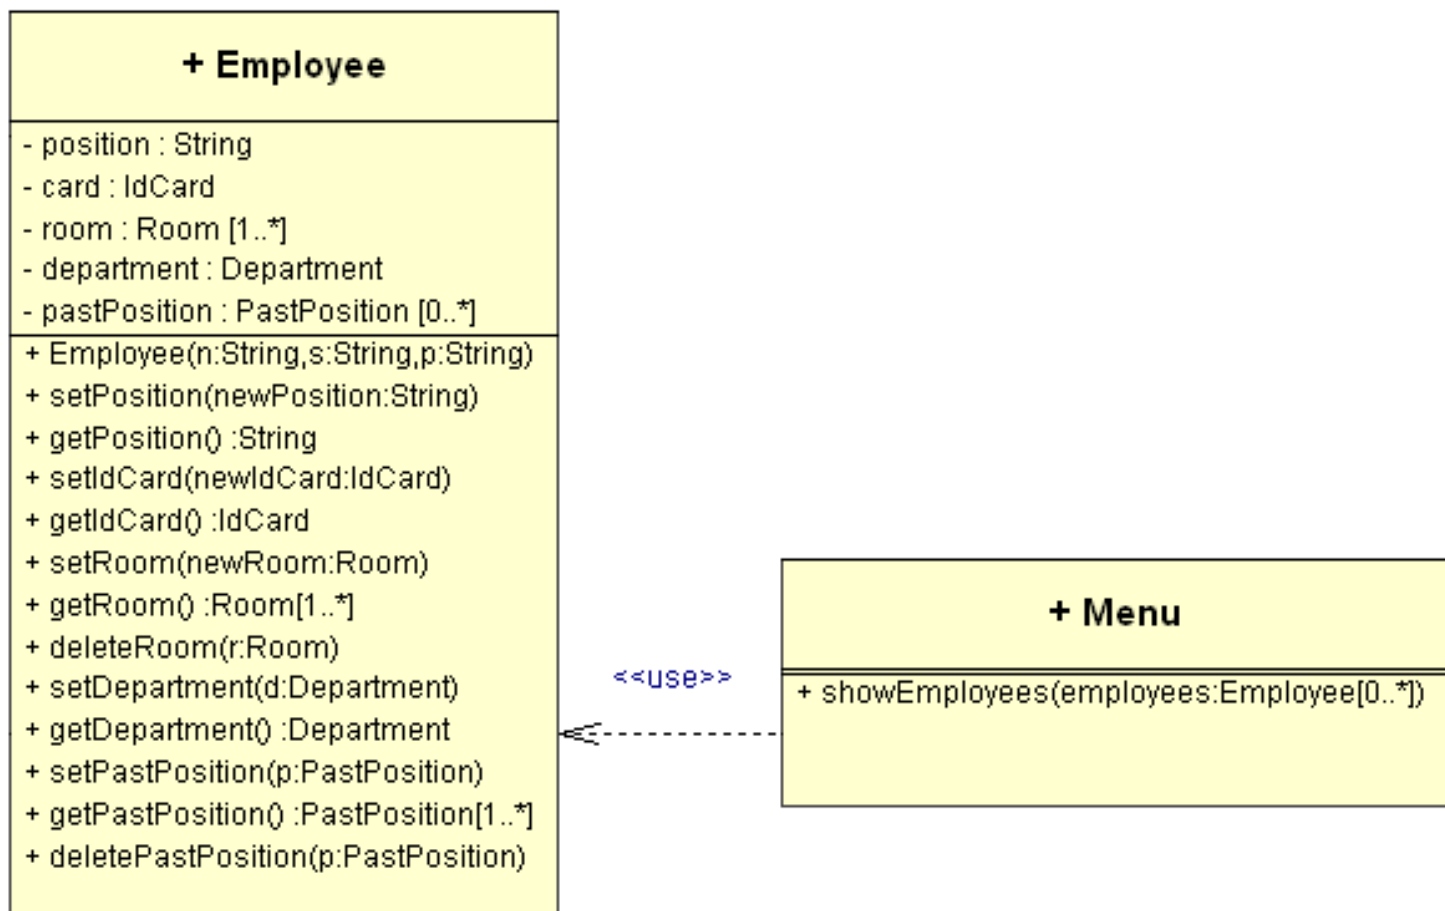 + Employee
- position : String
- card : IdCard
- room : Room [1..*]
- department : Department
- pastPosition : PastPosition [0..*]
+ Employee(n:String,s:String,p:String)
+ setPosition(newPosition:String)
+ getPosition() :String
+ setIdCard(newIdCard:IdCard)
+ getIdCard() :IdCard
+ setRoom(newRoom:Room)
+ getRoom() :Room[1..*]
+ deleteRoom(r:Room)
+ setDepartment(d:Department)
+ getDepartment() :Department
+ setPastPosition(p:PastPosition)
+ getPastPosition() :PastPosition[1..*]
+ deletePastPosition(p:PastPosition)
<<use>>
+ Menu
+ showEmployees(employees:Employee[0..*])